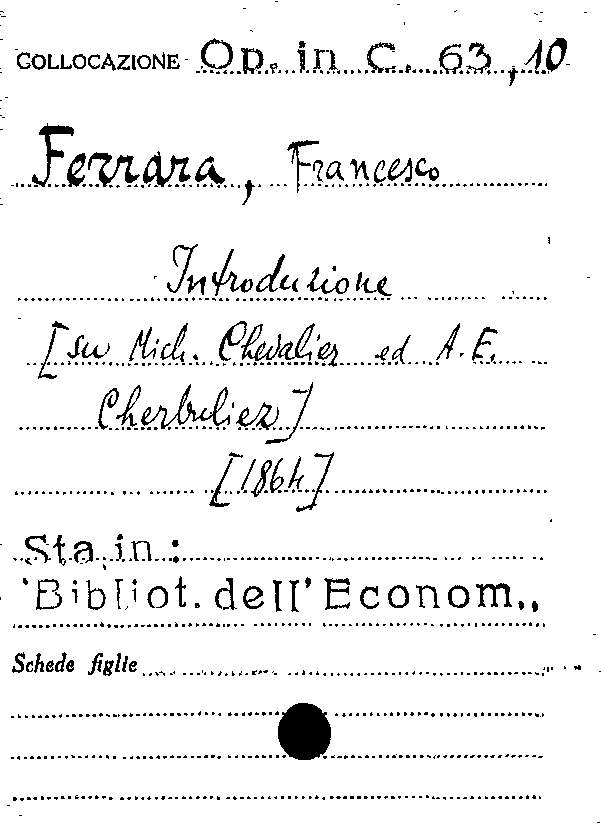 COLLOCAZIONE Op. in C. 63,10
Ferrara, Francesco
Introduzione
[su Mich. Chevalier ed A.E.
Cherbuliez]
[1864]
Sta in:
'Bibliot. dell'Econom.,,
Schede figlie